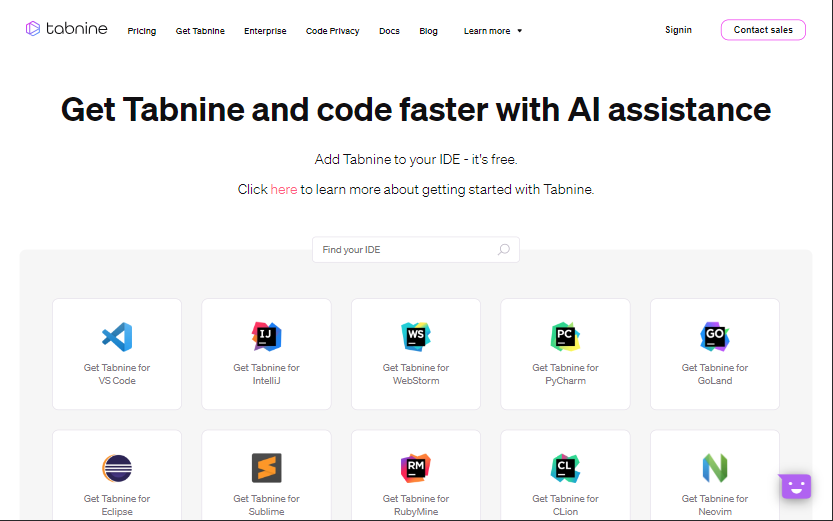 tabnine Pricing Get Tabnine Enterprise Code Privacy Docs Blog Learn more Signin Contact sales
Get Tabnine and code faster with AI assistance
Add Tabnine to your IDE - it's free.
Click here to learn more about getting started with Tabnine.
Find your IDE
IJ
WS
PC
GO
Get Tabnine for
VS Code
Get Tabnine for
IntelliJ
Get Tabnine for
WebStorm
Get Tabnine for
PyCharm
Get Tabnine for
GoLand
RM
CL
Get Tabnine for
Eclipse
Get Tabnine for
Sublime
Get Tabnine for
RubyMine
Get Tabnine for
CLion
Get Tabnine for
Neovim